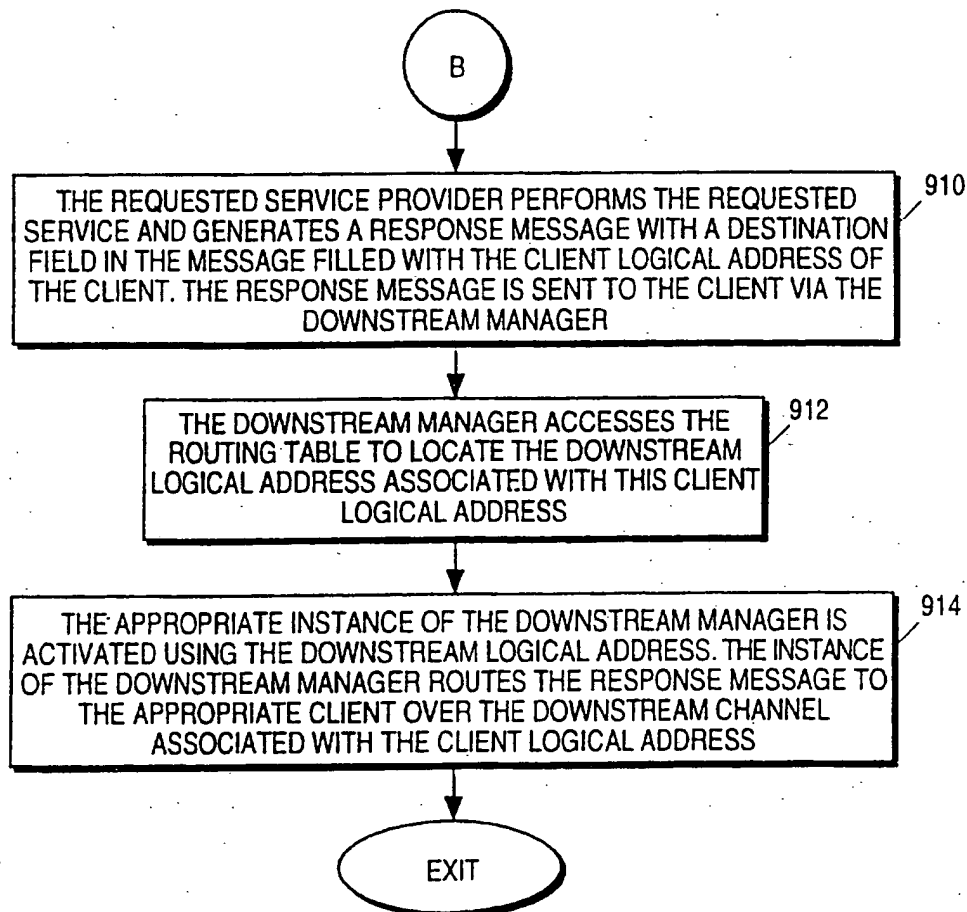 B
THE REQUESTED SERVICE PROVIDER PERFORMS THE REQUESTED
SERVICE AND GENERATES A RESPONSE MESSAGE WITH A DESTINATION
FIELD IN THE MESSAGE FILLED WITH THE CLIENT LOGICAL ADDRESS OF
THE CLIENT. THE RESPONSE MESSAGE IS SENT TO THE CLIENT VIA THE
DOWNSTREAM MANAGER
910
THE DOWNSTREAM MANAGER ACCESSES THE
ROUTING TABLE TO LOCATE THE DOWNSTREAM
LOGICAL ADDRESS ASSOCIATED WITH THIS CLIENT
LOGICAL ADDRESS
912
THE APPROPRIATE INSTANCE OF THE DOWNSTREAM MANAGER IS
ACTIVATED USING THE DOWNSTREAM LOGICAL ADDRESS. THE INSTANCE
OF THE DOWNSTREAM MANAGER ROUTES THE RESPONSE MESSAGE TO
THE APPROPRIATE CLIENT OVER THE DOWNSTREAM CHANNEL
ASSOCIATED WITH THE CLIENT LOGICAL ADDRESS
914
EXIT